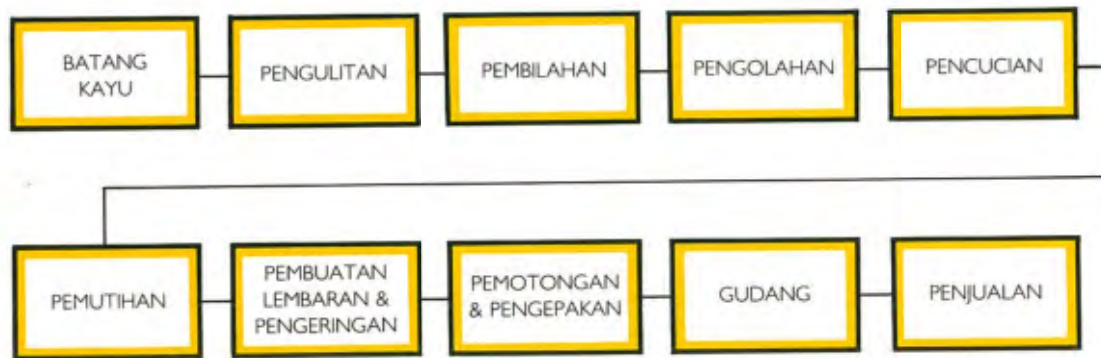 BATANG
KAYU
PENGULITAN
PEMBILAHAN
PENGOLAHAN
PENCUCIAN
PEMUTIHAN
PEMBUATAN
LEMBARAN &
PENGERINGAN
PEMOTONGAN
& PENGEPAKAN
GUDANG
PENJUALAN